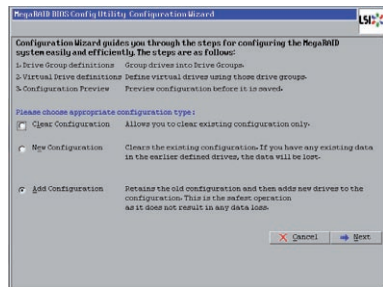 MegaRAID BIOS Config Utility Configuration Wizard
LSI
Configuration Wizard guides you through the steps for configuring the MegaRAID
system easily and efficiently. The steps are as follows:
1. Drive Group definitions Group drives into Drive Groups.
2. Virtual Drive definitions Define virtual drives using those drive groups.
3. Configuration Preview Preview configuration before it is saved.
Please choose appropriate configuration type:
Clear Configuration Allows you to clear existing configuration only.
New Configuration Clears the existing configuration. If you have any existing data
in the earlier defined drives, the data will be lost.
Add Configuration Retains the old configuration and then adds new drives to the
configuration. This is the safest operation
as it does not result in any data loss.
Cancel Next